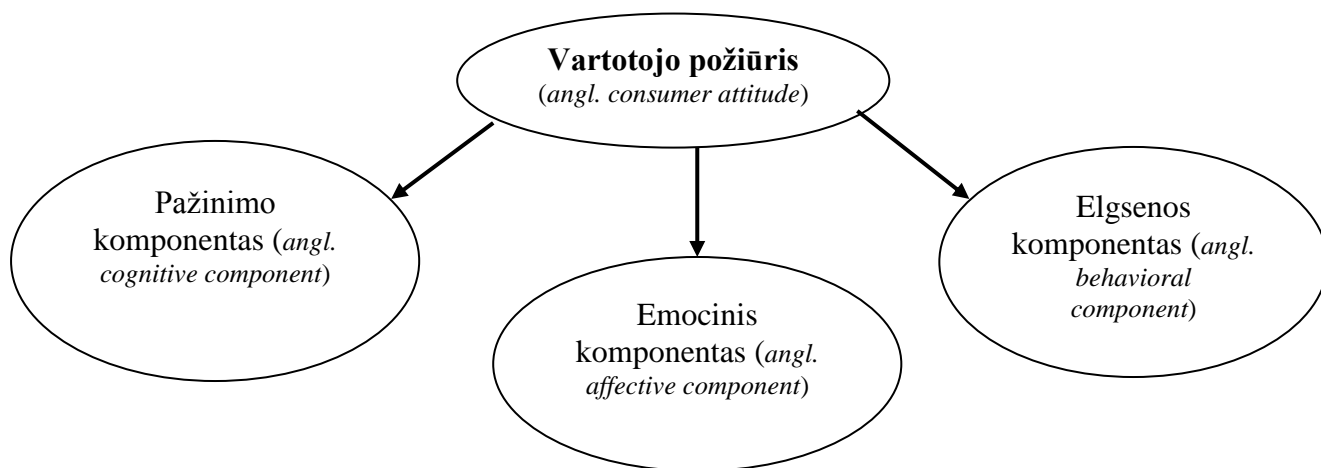 Vartotojo požiūris
(angl. consumer attitude)
Pažinimo
komponentas (angl.
cognitive component)
Emocinis
komponentas (angl.
affective component)
Elgsenos
komponentas (angl.
behavioral
component)